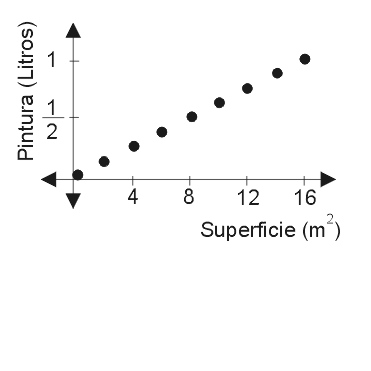 Pintura (Litros)
1
1
2
4 8 12 16
Superficie (m²)